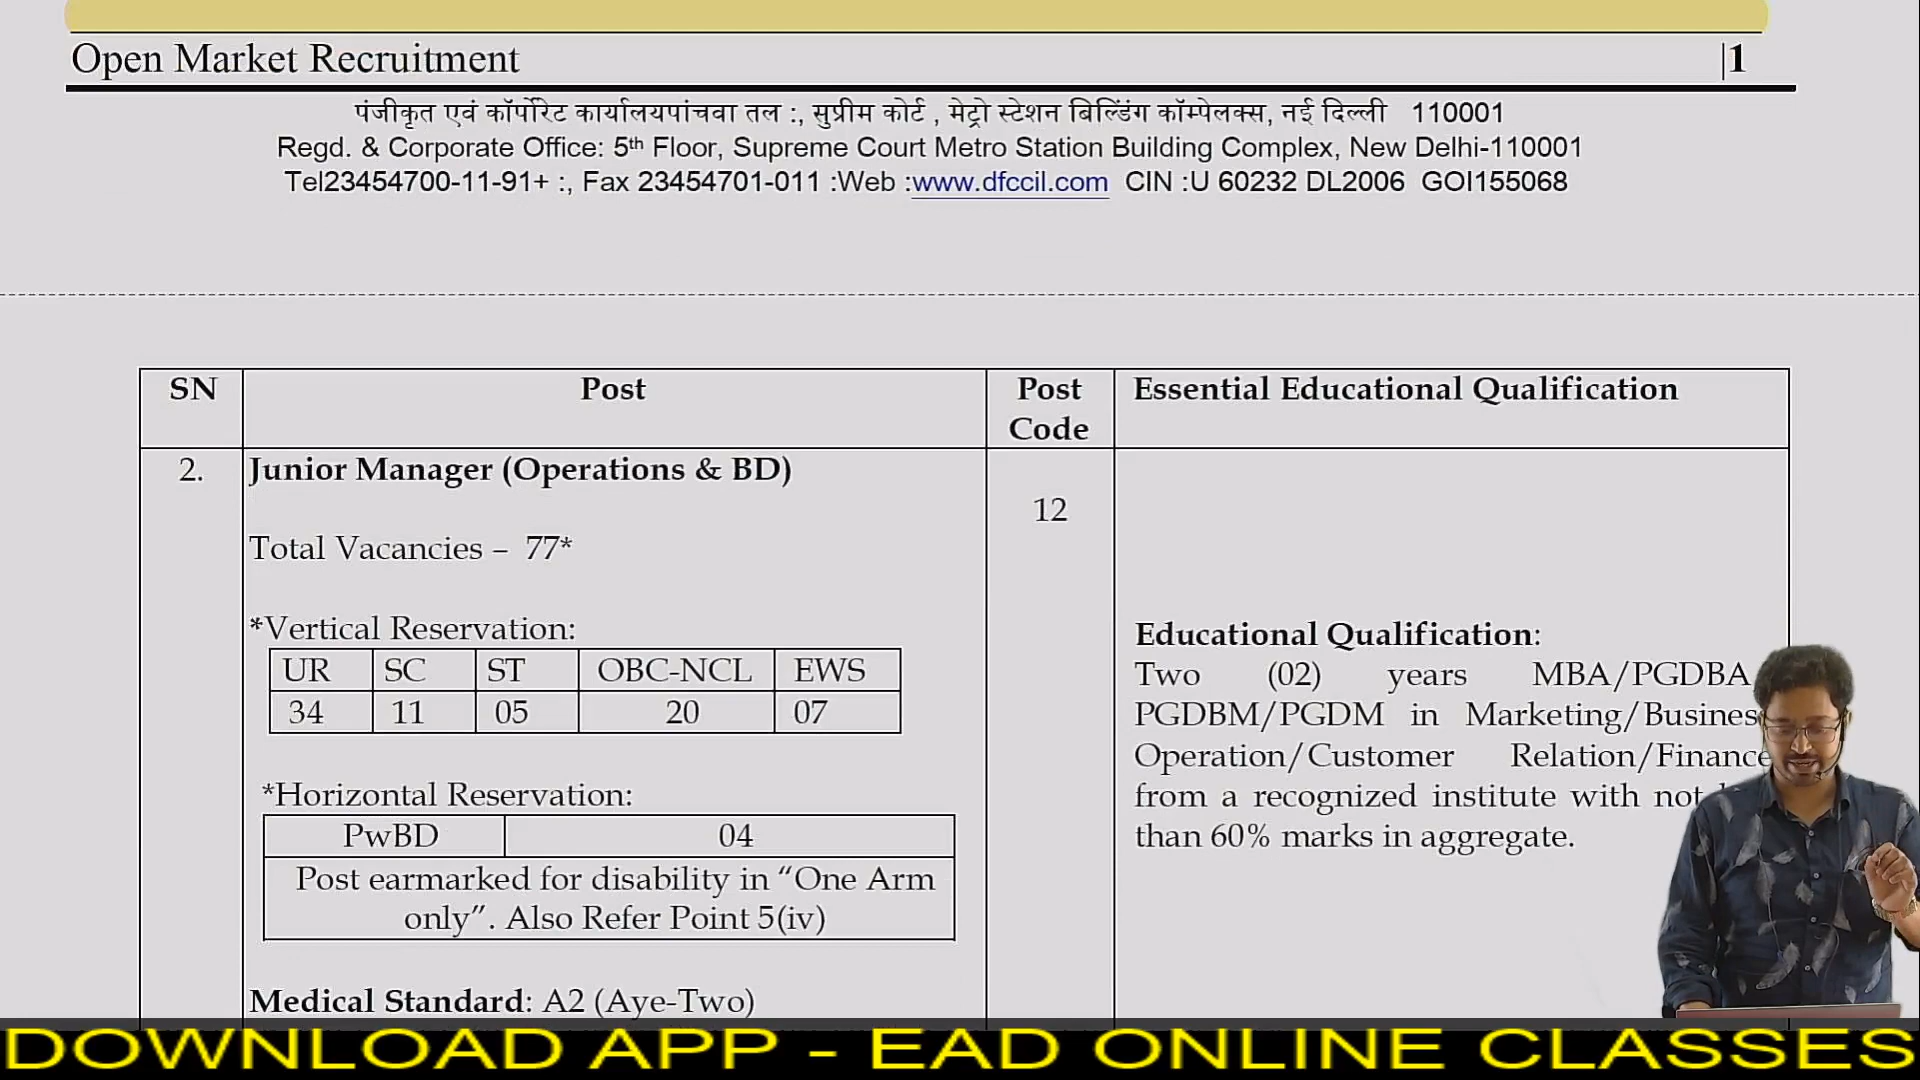 Open Market Recruitment |1
पंजीकृत एवं कॉर्पोरेट कार्यालयपांचवा तल :, सुप्रीम कोर्ट , मेट्रो स्टेशन बिल्डिंग कॉम्पेलक्स, नई दिल्ली 110001
Regd. & Corporate Office: 5th Floor, Supreme Court Metro Station Building Complex, New Delhi-110001
Tel23454700-11-91+ :, Fax 23454701-011 :Web :www.dfccil.com CIN :U 60232 DL2006 GOI155068
SN Post Post Code Essential Educational Qualification
2. Junior Manager (Operations & BD)
12
Total Vacancies – 77*
*Vertical Reservation:
UR SC ST OBC-NCL EWS
34 11 05 20 07
*Horizontal Reservation:
PwBD 04
Post earmarked for disability in “One Arm
only”. Also Refer Point 5(iv)
Medical Standard: A2 (Aye-Two)
Educational Qualification:
Two (02) years MBA/PGDBA
PGDBM/PGDM in Marketing/Busines
Operation/Customer Relation/Finance
from a recognized institute with not
than 60% marks in aggregate.
DOWNLOAD APP - EAD ONLINE CLASSES